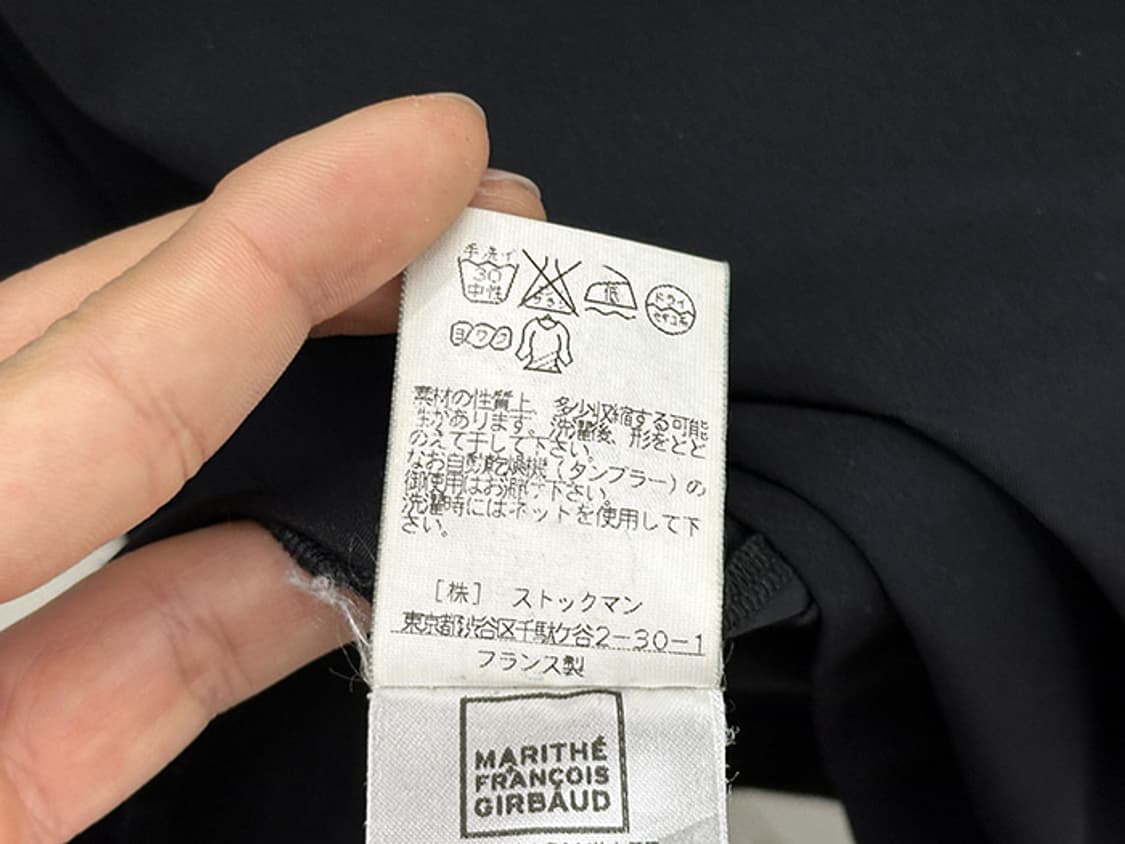 手洗イ
30
中性
低
ドライ
セキユ系
ヨワク
素材の性質上、多少収縮する可能
性があります。洗濯後、形をとと
のえて干して下さい。
なお自動乾燥機(タンブラー)の
御使用はお避け下さい。
洗濯時にはネットを使用して下
さい。
[株] ストックマン
東京都渋谷区千駄ケ谷2-30-1
フランス製
MARITHÉ
FRANÇOIS
GIRBAUD